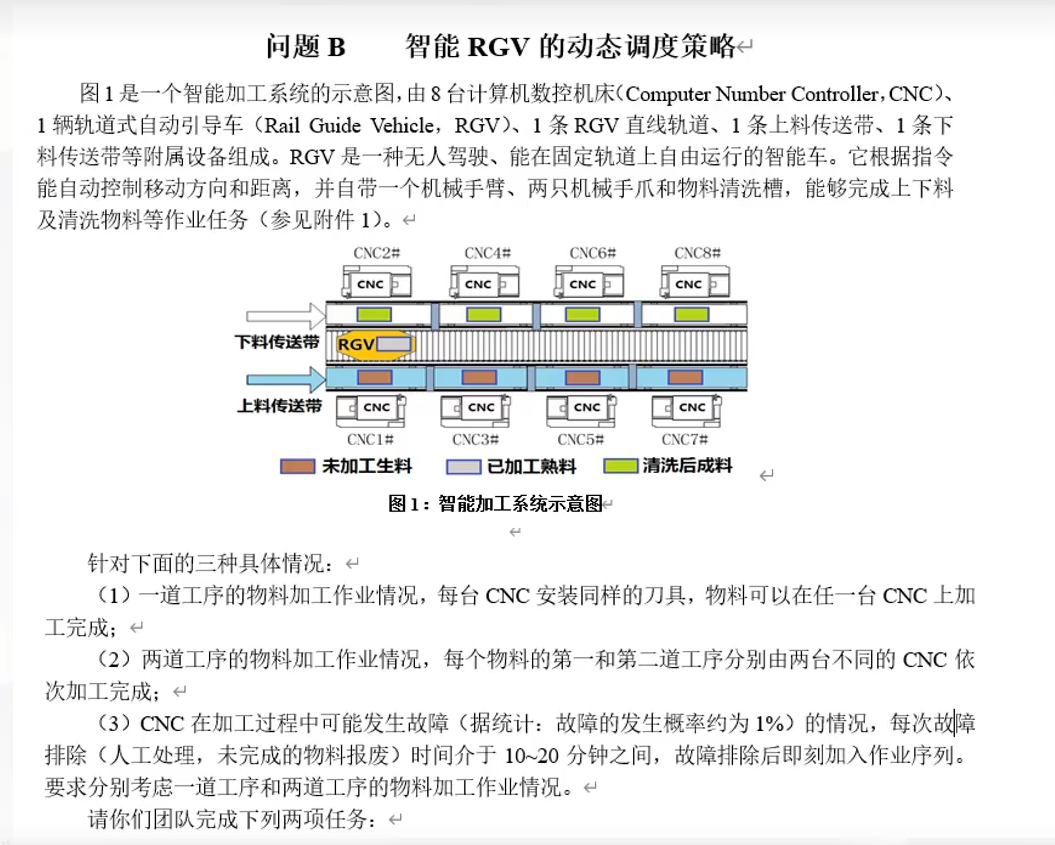 问题 B 智能 RGV 的动态调度策略↵
图 1 是一个智能加工系统的示意图，由 8 台计算机数控机床（Computer Number Controller，CNC）、
1 辆轨道式自动引导车（Rail Guide Vehicle，RGV）、1 条 RGV 直线轨道、1 条上料传送带、1 条下
料传送带等附属设备组成。RGV 是一种无人驾驶、能在固定轨道上自由运行的智能车。它根据指令
能自动控制移动方向和距离，并自带一个机械手臂、两只机械手爪和物料清洗槽，能够完成上下料
及清洗物料等作业任务（参见附件 1）。↵
CNC2# CNC4# CNC6# CNC8#
CNC CNC CNC CNC
下料传送带 RGV
上料传送带
CNC CNC CNC CNC
CNC1# CNC3# CNC5# CNC7#
未加工生料 已加工熟料 清洗后成料 ↵
图 1：智能加工系统示意图↵
↵
针对下面的三种具体情况：↵
（1）一道工序的物料加工作业情况，每台 CNC 安装同样的刀具，物料可以在任一台 CNC 上加
工完成；↵
（2）两道工序的物料加工作业情况，每个物料的第一和第二道工序分别由两台不同的 CNC 依
次加工完成；↵
（3）CNC 在加工过程中可能发生故障（据统计：故障的发生概率约为 1%）的情况，每次故障
排除（人工处理，未完成的物料报废）时间介于 10~20 分钟之间，故障排除后即刻加入作业序列。
要求分别考虑一道工序和两道工序的物料加工作业情况。↵
请你们团队完成下列两项任务：↵